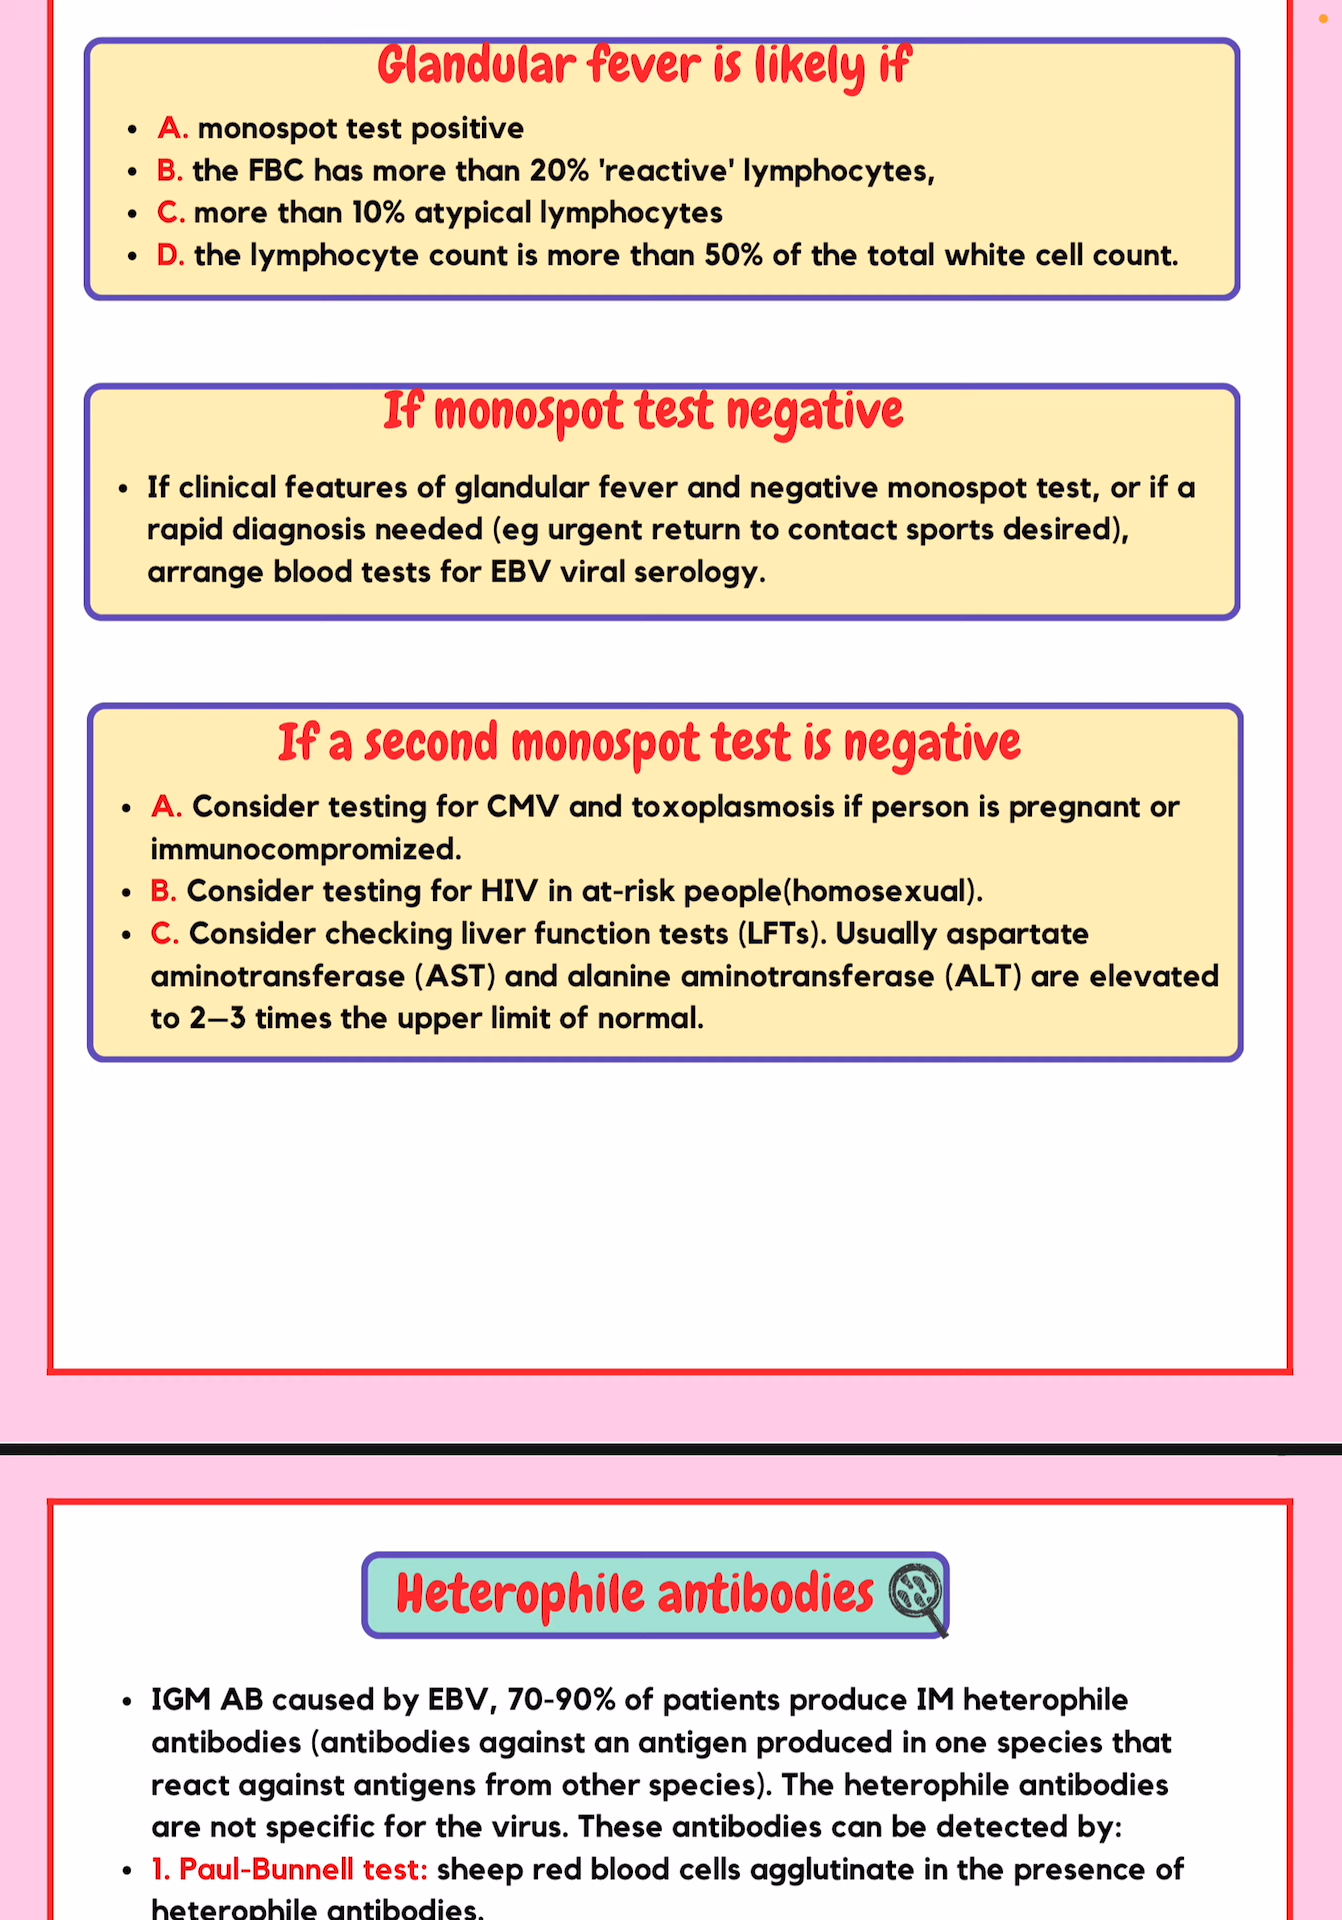 Glandular fever is likely if
• A. monospot test positive
• B. the FBC has more than 20% 'reactive' lymphocytes,
• C. more than 10% atypical lymphocytes
• D. the lymphocyte count is more than 50% of the total white cell count.
If monospot test negative
• If clinical features of glandular fever and negative monospot test, or if a
rapid diagnosis needed (eg urgent return to contact sports desired),
arrange blood tests for EBV viral serology.
If a second monospot test is negative
• A. Consider testing for CMV and toxoplasmosis if person is pregnant or
immunocompromized.
• B. Consider testing for HIV in at-risk people(homosexual).
• C. Consider checking liver function tests (LFTs). Usually aspartate
aminotransferase (AST) and alanine aminotransferase (ALT) are elevated
to 2–3 times the upper limit of normal.
Heterophile antibodies
• IGM AB caused by EBV, 70-90% of patients produce IM heterophile
antibodies (antibodies against an antigen produced in one species that
react against antigens from other species). The heterophile antibodies
are not specific for the virus. These antibodies can be detected by:
• 1. Paul-Bunnell test: sheep red blood cells agglutinate in the presence of
heterophile antibodies.